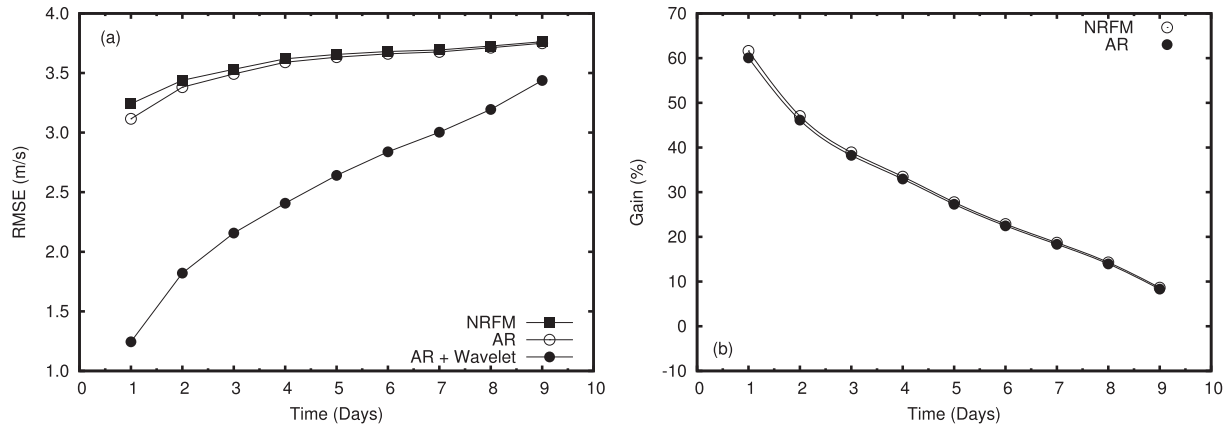 (a)
4.0
3.5
3.0
2.5
2.0
1.5
1.0
RMSE (m/s)
NRFM
AR
AR + Wavelet
0 1 2 3 4 5 6 7 8 9 10
Time (Days)
70
60
50
40
30
20
10
0
-10
Gain (%)
NRFM
AR
(b)
0 1 2 3 4 5 6 7 8 9 10
Time (Days)